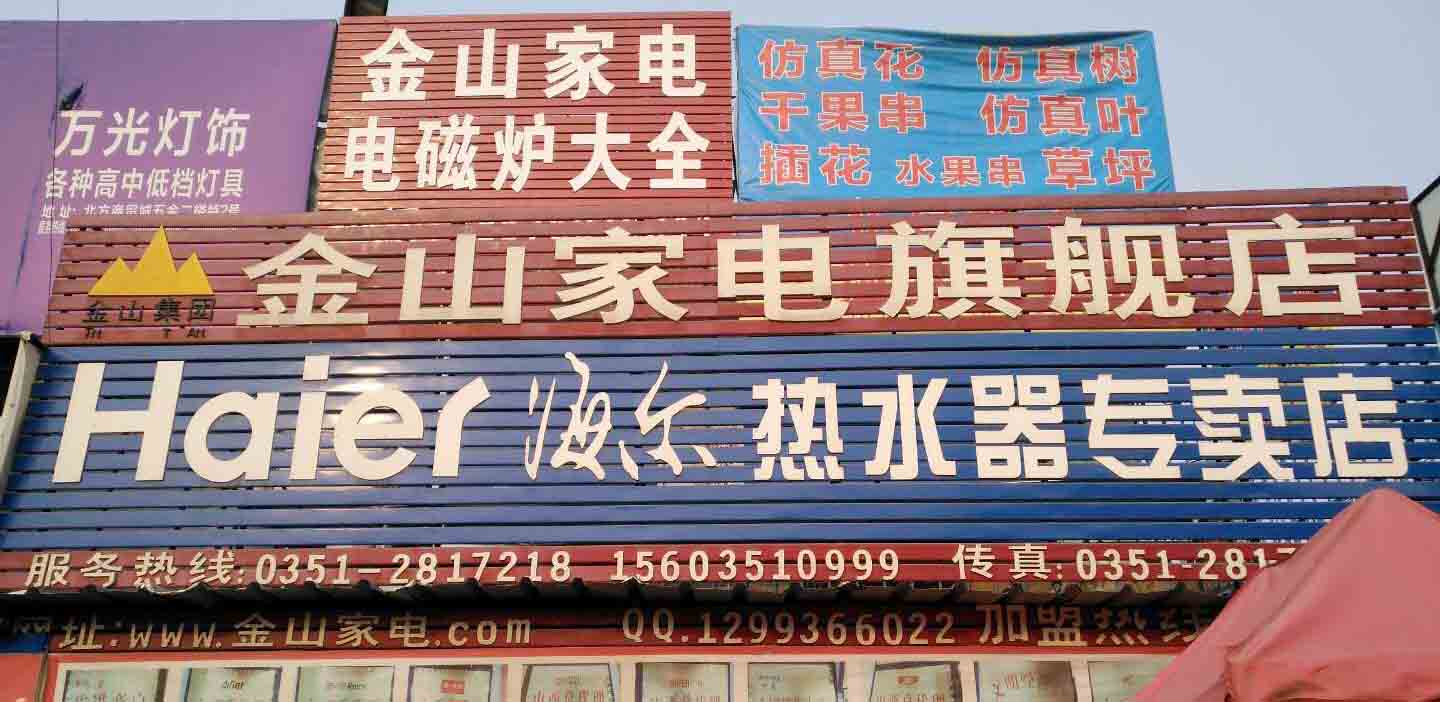 万光灯饰
各种高中低档灯具
金山家电
电磁炉大全
仿真花 仿真树
干果串 仿真叶
插花 水果串 草坪
金山集团
金山家电旗舰店
Haier 海尔 热水器专卖店
服务热线:0351-2817218 15603510999 传真:0351-2817
址:www.金山家电.com QQ.1299366022 加盟热线